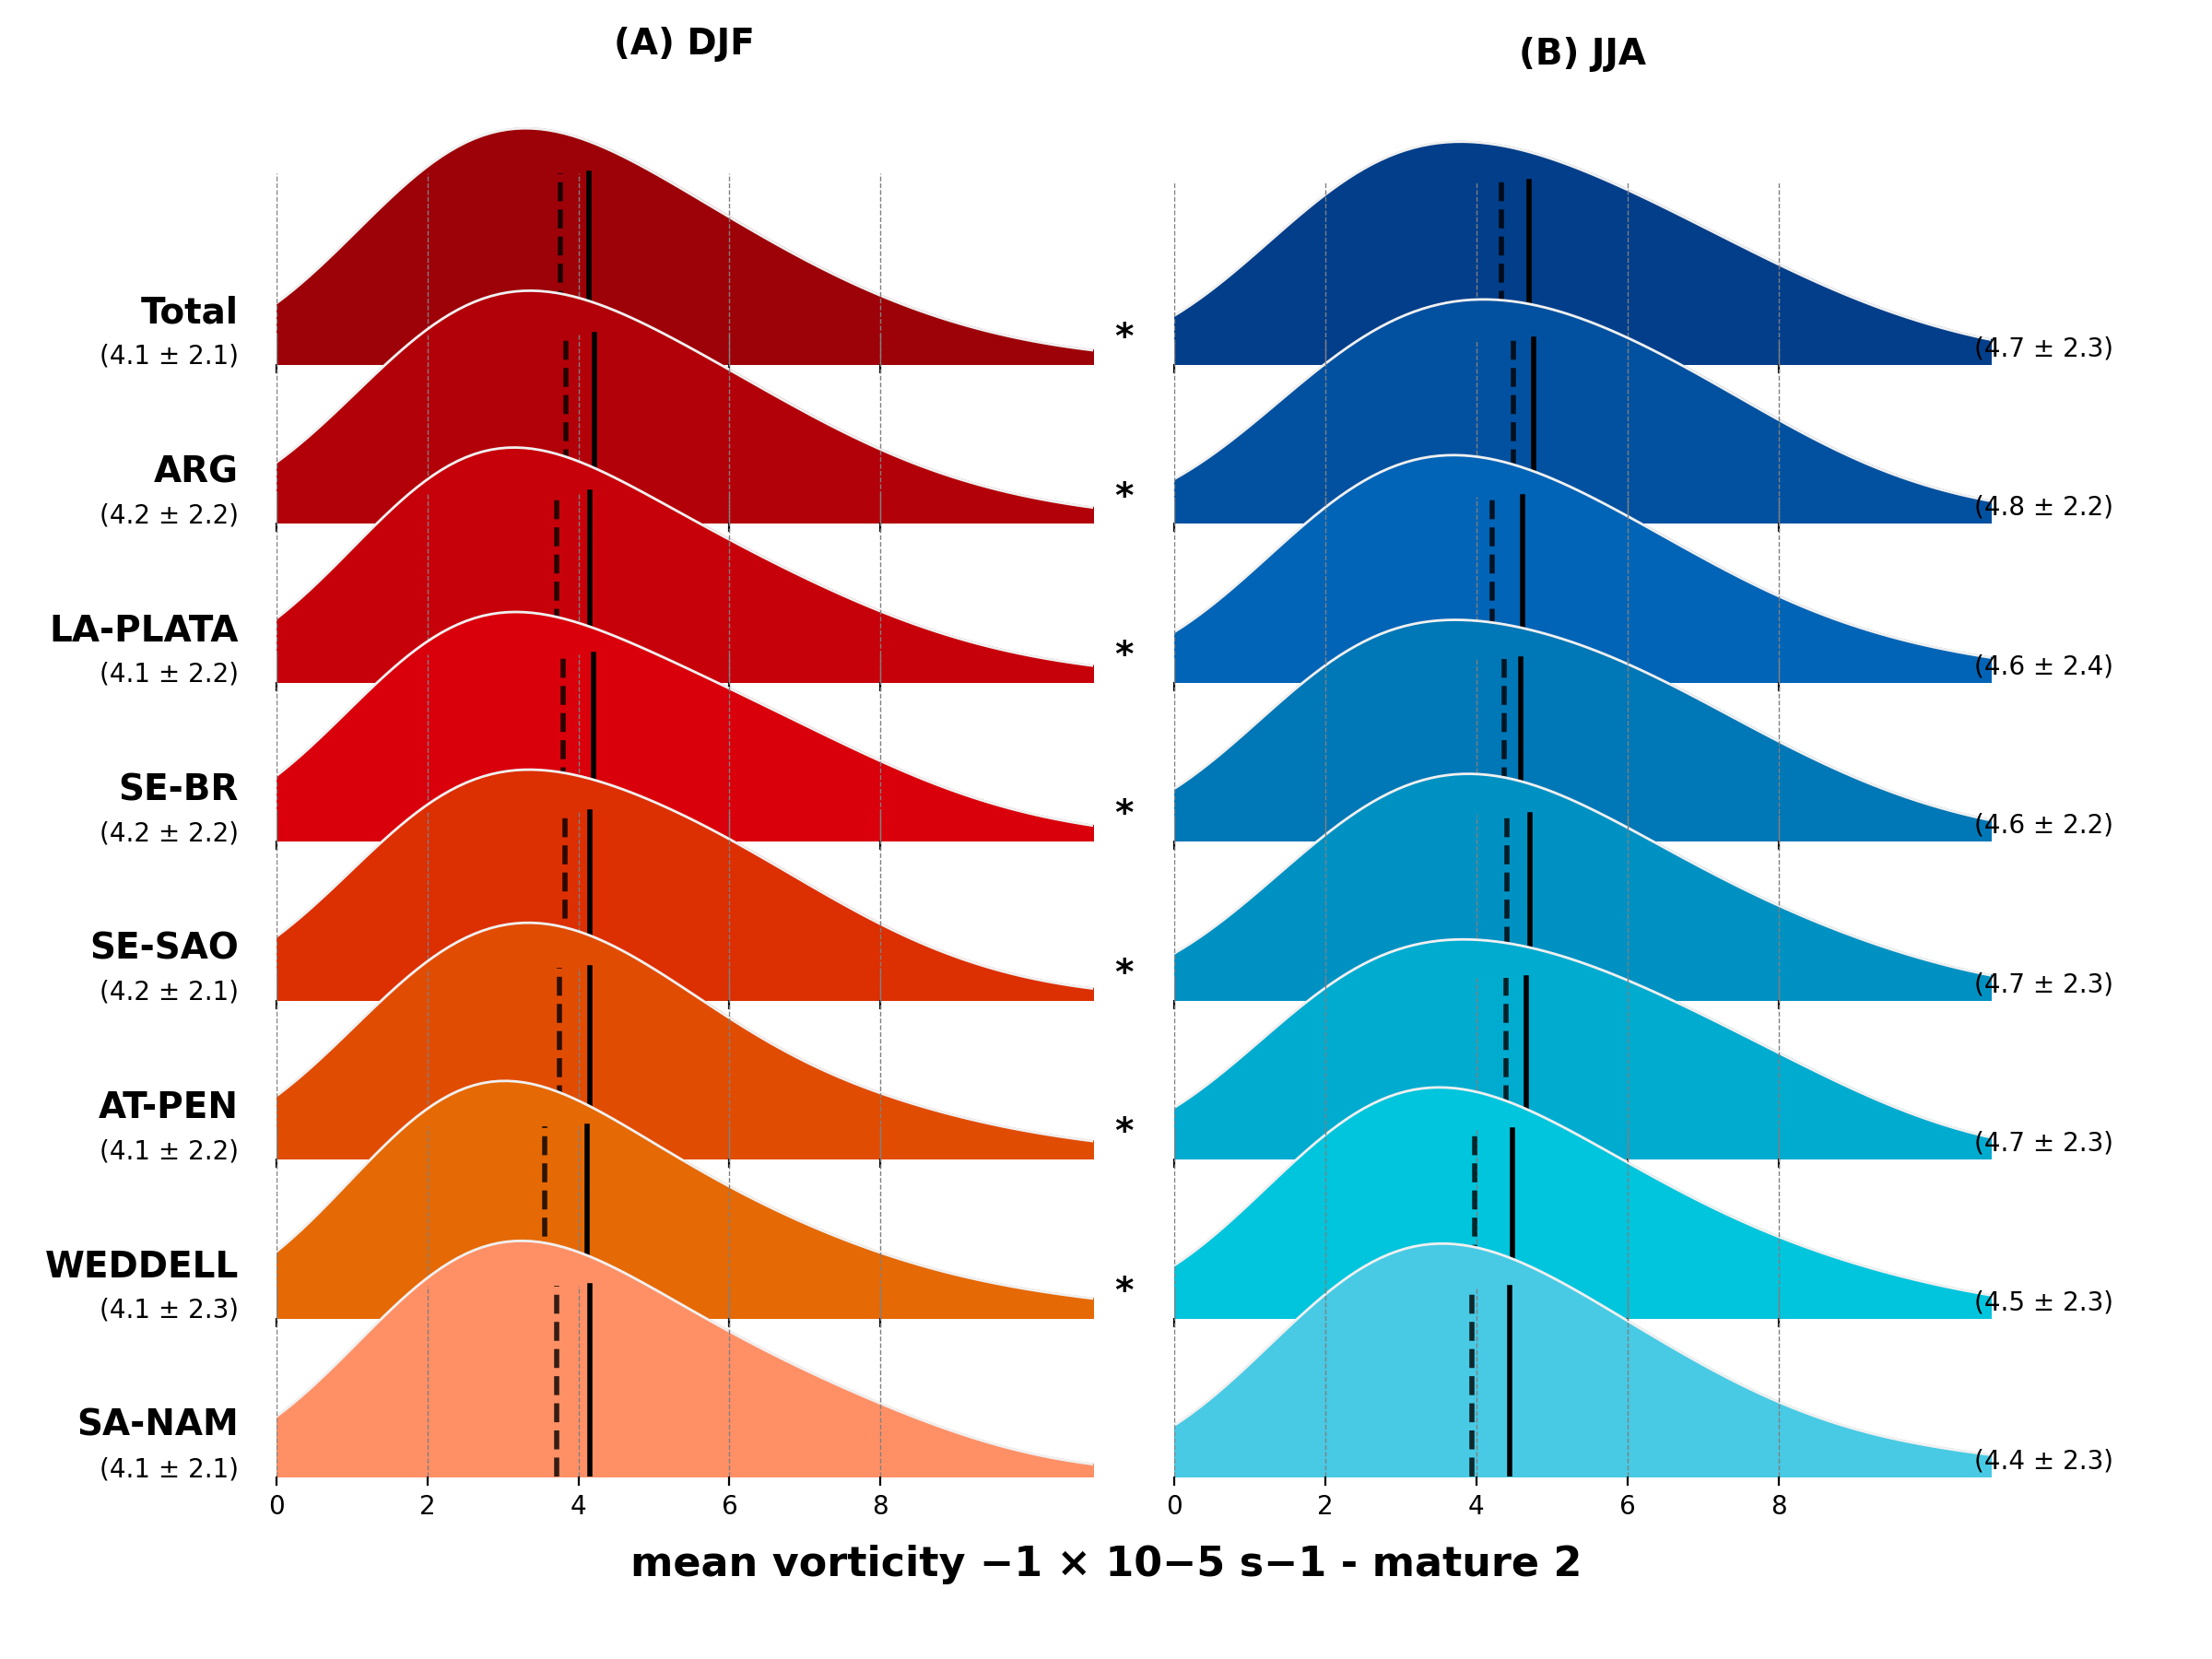 (A) DJF
(B) JJA
Total
(4.1 ± 2.1)
*
(4.7 ± 2.3)
ARG
(4.2 ± 2.2)
*
(4.8 ± 2.2)
LA-PLATA
(4.1 ± 2.2)
*
(4.6 ± 2.4)
SE-BR
(4.2 ± 2.2)
*
(4.6 ± 2.2)
SE-SAO
(4.2 ± 2.1)
*
(4.7 ± 2.3)
AT-PEN
(4.1 ± 2.2)
*
(4.7 ± 2.3)
WEDDELL
(4.1 ± 2.3)
*
(4.5 ± 2.3)
SA-NAM
(4.1 ± 2.1)
(4.4 ± 2.3)
0 2 4 6 8
0 2 4 6 8
mean vorticity −1 × 10−5 s−1 - mature 2